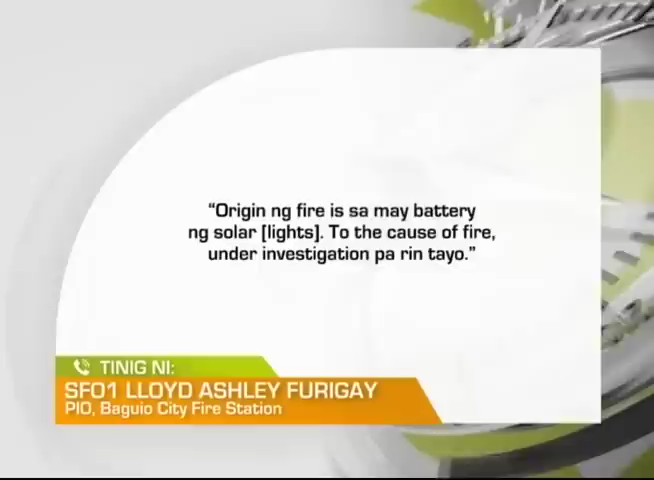 “Origin ng fire is sa may battery
ng solar [lights]. To the cause of fire,
under investigation pa rin tayo.”
TINIG NI:
SFO1 LLOYD ASHLEY FURIGAY
PIO, Baguio City Fire Station